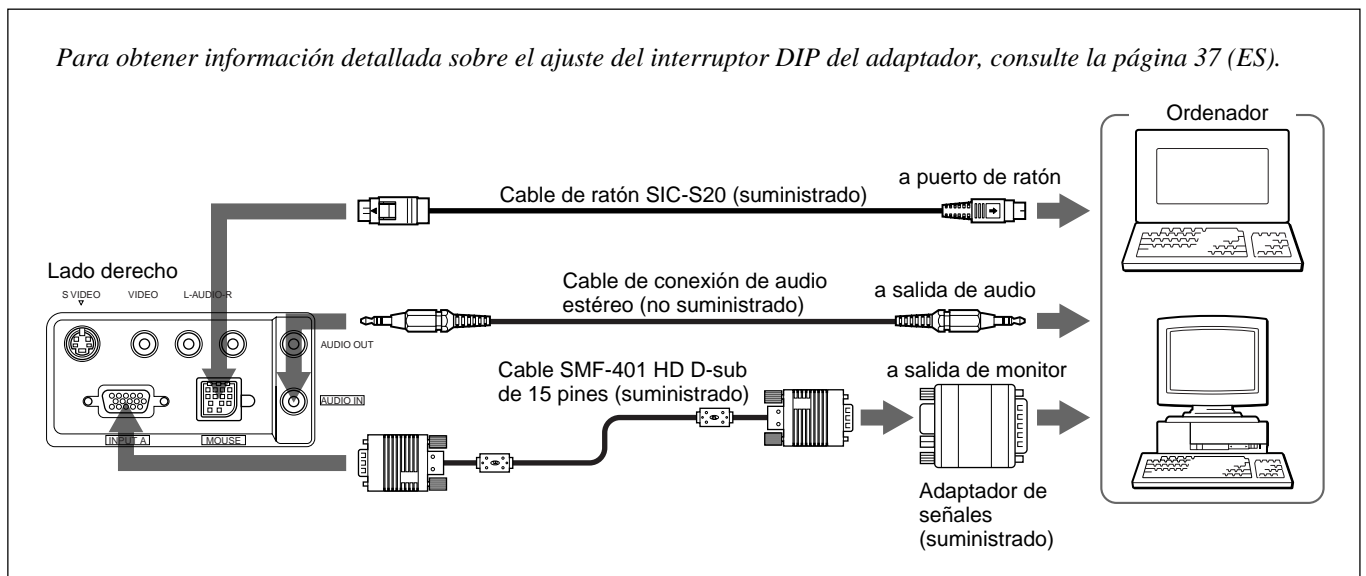 Para obtener información detallada sobre el ajuste del interruptor DIP del adaptador, consulte la página 37 (ES).
Ordenador
a puerto de ratón
Cable de ratón SIC-S20 (suministrado)
Lado derecho
S VIDEO VIDEO L-AUDIO-R
Cable de conexión de audio
estéreo (no suministrado)
a salida de audio
AUDIO OUT
Cable SMF-401 HD D-sub
de 15 pines (suministrado)
a salida de monitor
AUDIO IN
INPUT A MOUSE
Adaptador de
señales
(suministrado)